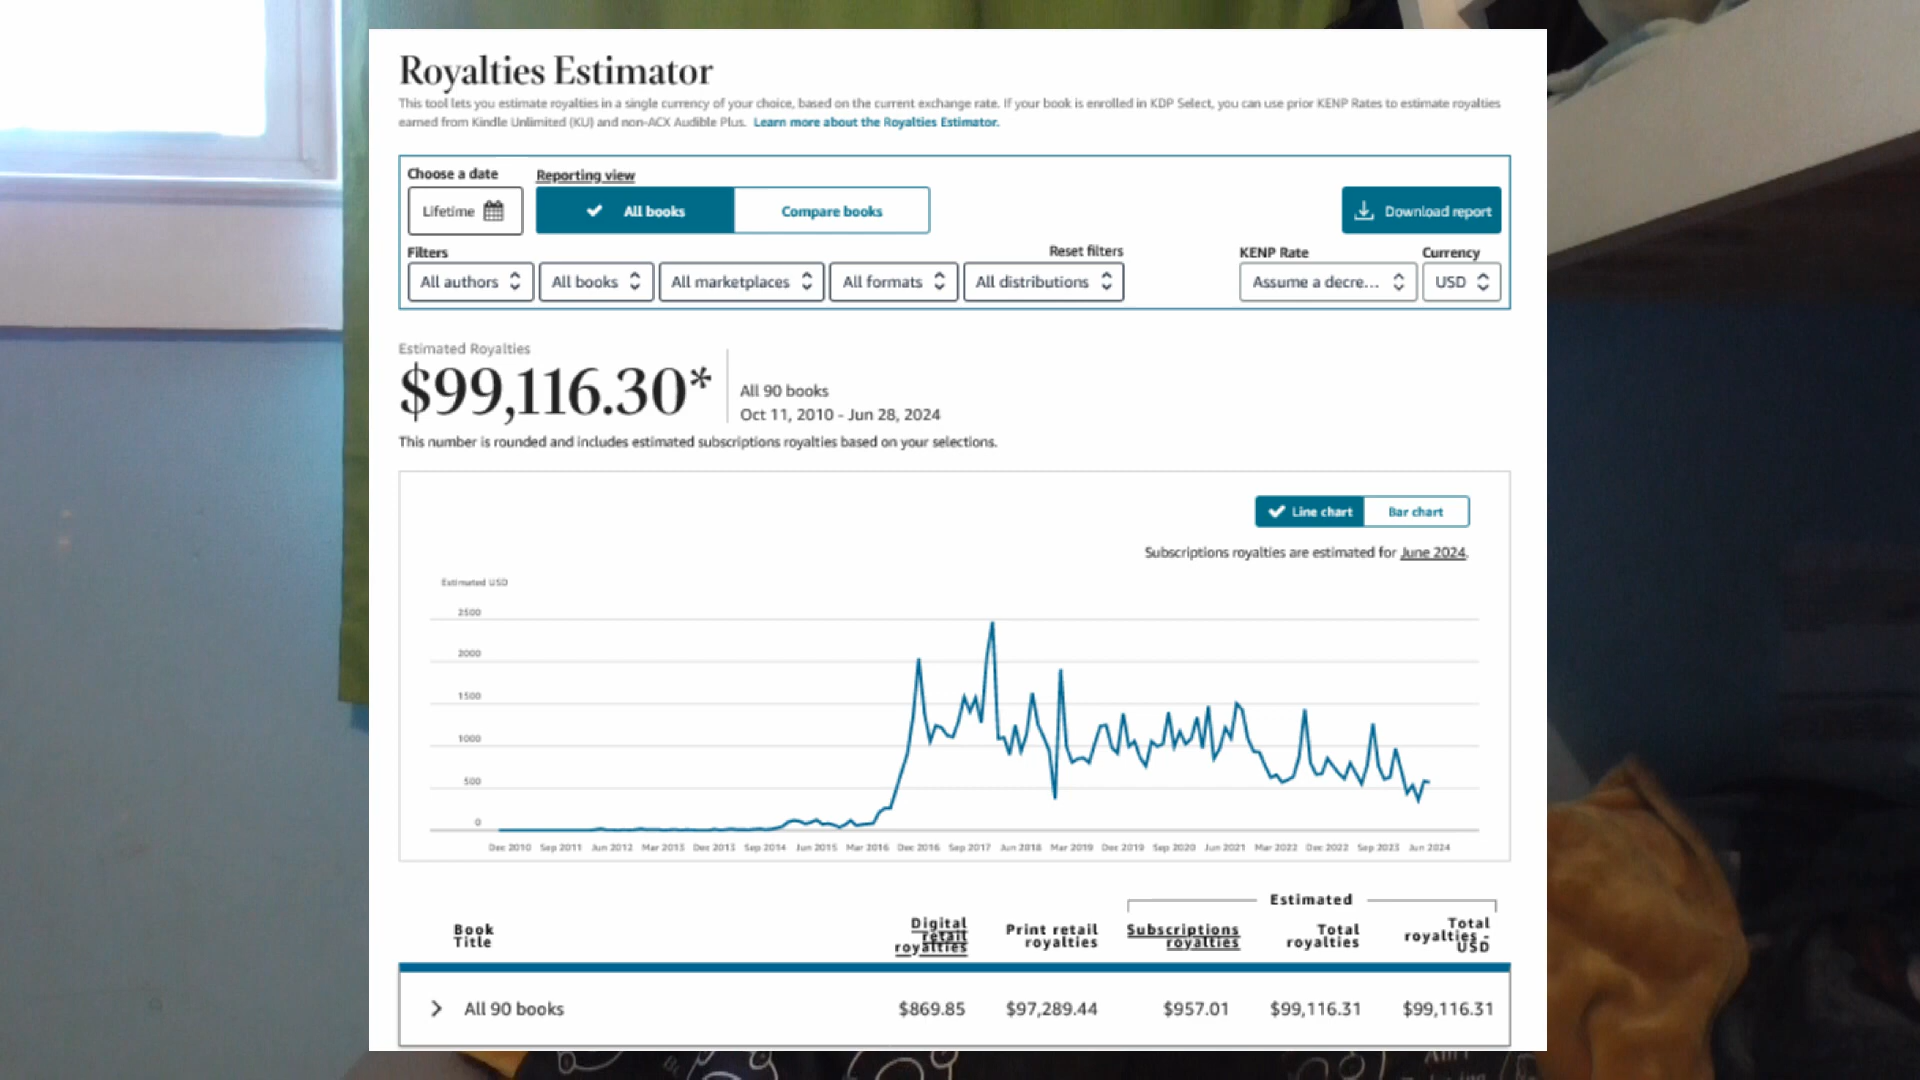 Royalties Estimator
This tool lets you estimate royalties in a single currency of your choice, based on the current exchange rate. If your book is enrolled in KDP Select, you can use prior KENP Rates to estimate royalties
earned from Kindle Unlimited (KU) and non-ACX Audible Plus. Learn more about the Royalties Estimator.
Choose a date Reporting view
Lifetime All books Compare books Download report
Filters Reset filters KENP Rate Currency
All authors All books All marketplaces All formats All distributions Assume a decre... USD
Estimated Royalties
$99,116.30*
All 90 books
Oct 11, 2010 - Jun 28, 2024
This number is rounded and includes estimated subscriptions royalties based on your selections.
Line chart Bar chart
Subscriptions royalties are estimated for June 2024.
Estimated USD
2500
2000
1500
1000
500
0
Dec 2010 Sep 2011 Jun 2012 Mar 2013 Dec 2013 Sep 2014 Jun 2015 Mar 2016 Dec 2016 Sep 2017 Jun 2018 Mar 2019 Dec 2019 Sep 2020 Jun 2021 Mar 2022 Dec 2022 Sep 2023 Jun 2024
Estimated
Book Title
Digital retail royalties
Print retail royalties
Subscriptions royalties
Total royalties
Total royalties - USD
All 90 books $869.85 $97,289.44 $957.01 $99,116.31 $99,116.31